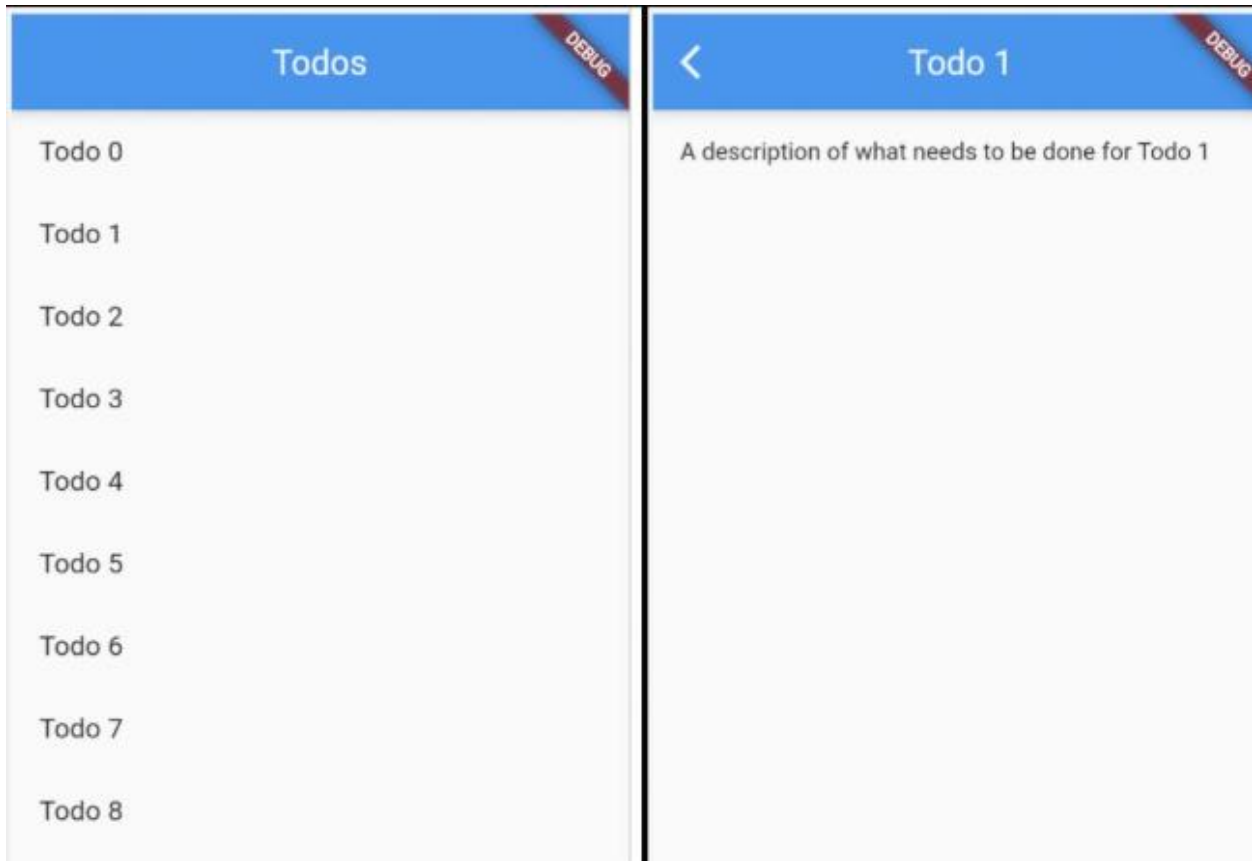 Todos
DEBUG
Todo 0
Todo 1
Todo 2
Todo 3
Todo 4
Todo 5
Todo 6
Todo 7
Todo 8
Todo 1
DEBUG
A description of what needs to be done for Todo 1